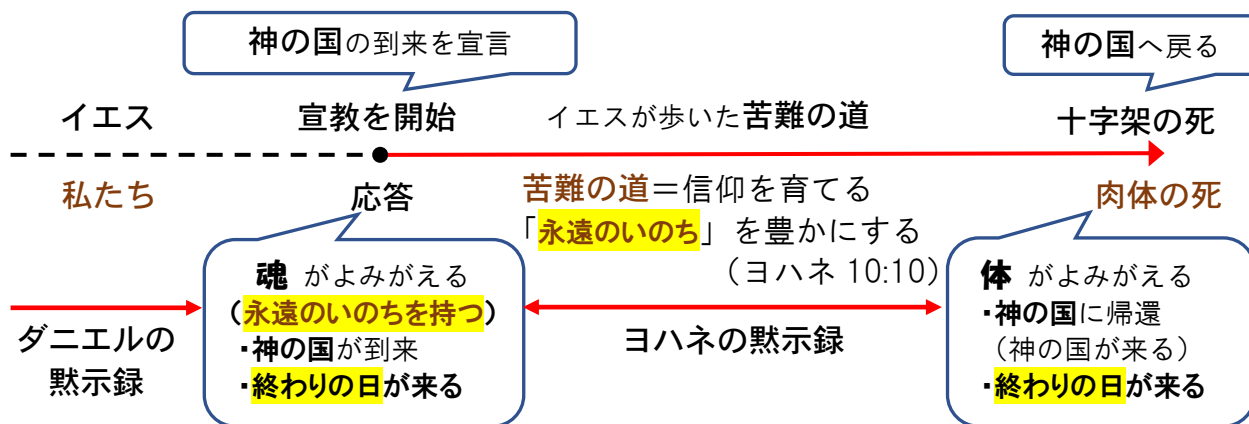 神の国の到来を宣言
神の国へ戻る
イエス
宣教を開始
イエスが歩いた苦難の道
十字架の死
私たち
応答
苦難の道＝信仰を育てる
「永遠のいのち」を豊かにする
（ヨハネ 10:10）
肉体の死
魂 がよみがえる
（永遠のいのちを持つ）
・神の国が到来
・終わりの日が来る
体 がよみがえる
・神の国に帰還
（神の国が来る）
・終わりの日が来る
ダニエルの
黙示録
ヨハネの黙示録